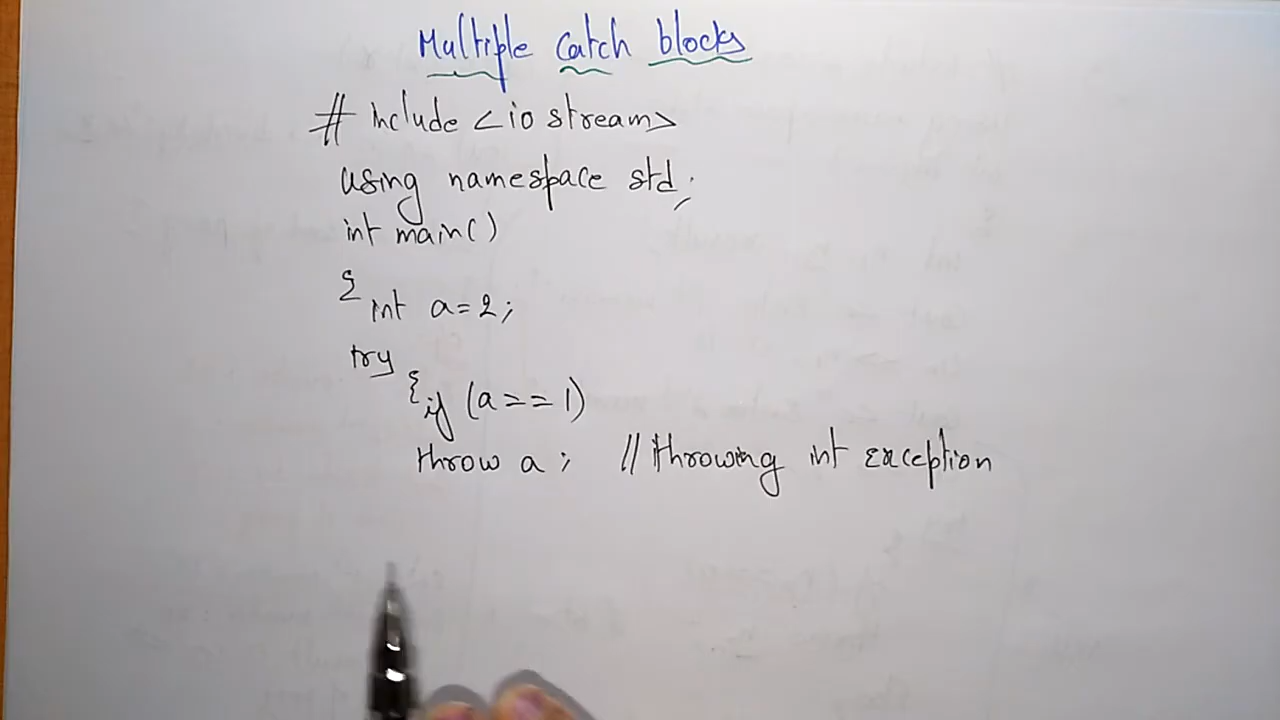 Multiple Catch blocks
# include <iostream>
using namespace std;
int main()
{ int a=2;
try
{ if (a==1)
throw a; // throwing int exception